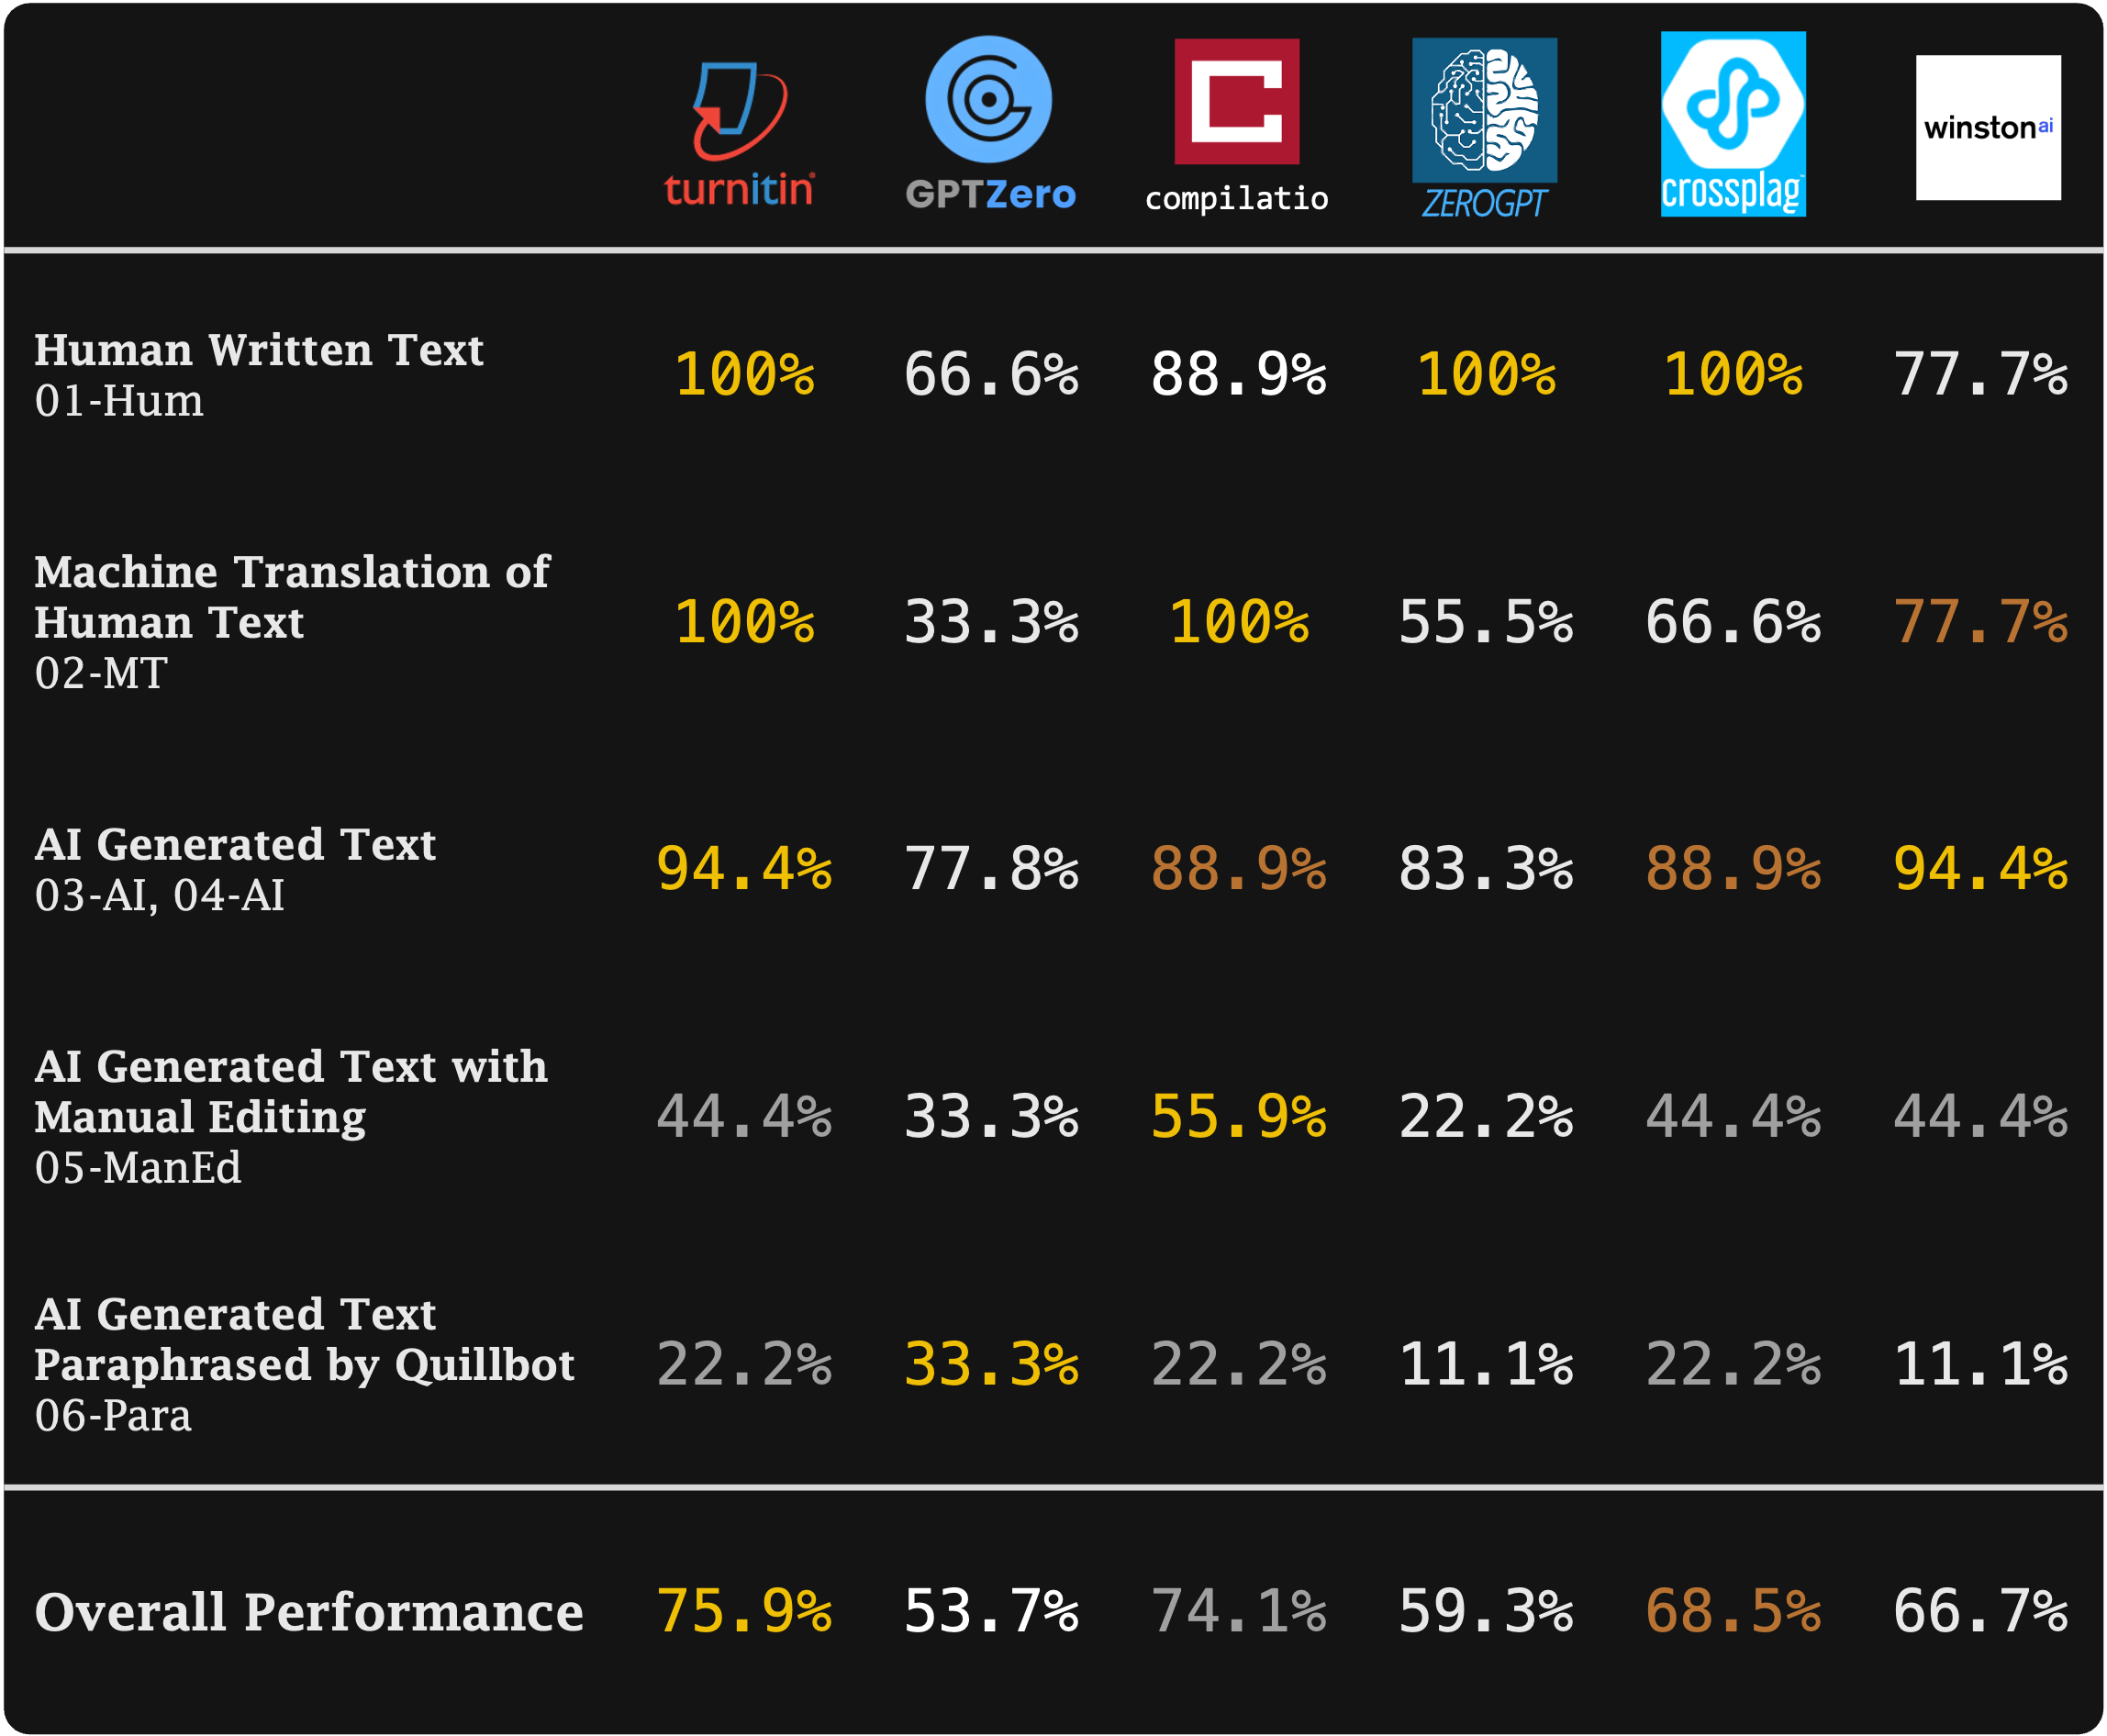 turnitin
GPTZero
compilatio
ZEROGPT
crossplag™
winston ai
Human Written Text
01-Hum
100% 66.6% 88.9% 100% 100% 77.7%
Machine Translation of
Human Text
02-MT
100% 33.3% 100% 55.5% 66.6% 77.7%
AI Generated Text
03-AI, 04-AI
94.4% 77.8% 88.9% 83.3% 88.9% 94.4%
AI Generated Text with
Manual Editing
05-ManEd
44.4% 33.3% 55.9% 22.2% 44.4% 44.4%
AI Generated Text
Paraphrased by Quillbot
06-Para
22.2% 33.3% 22.2% 11.1% 22.2% 11.1%
Overall Performance
75.9% 53.7% 74.1% 59.3% 68.5% 66.7%